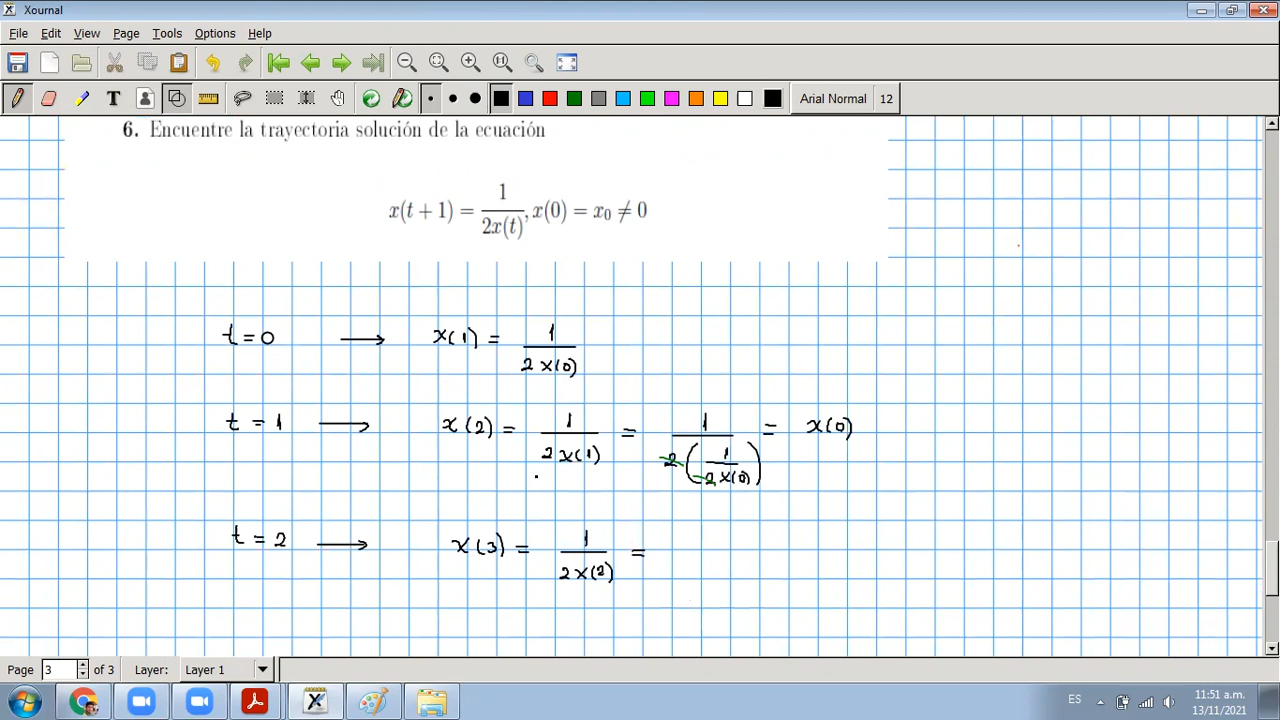 Xournal
File Edit View Page Tools Options Help
Arial Normal 12
6. Encuentre la trayectoria solución de la ecuación
x(t + 1) = 1/2x(t), x(0) = x₀ ≠ 0
t = 0 → x(1) = 1/2x(0)
t = 1 → x(2) = 1/2x(1) = 1/2(1/2x(0)) = x(0)
t = 2 → x(3) = 1/2x(2) =
Page 3 of 3 Layer: Layer 1
ES 11:51 a.m.
13/11/2021